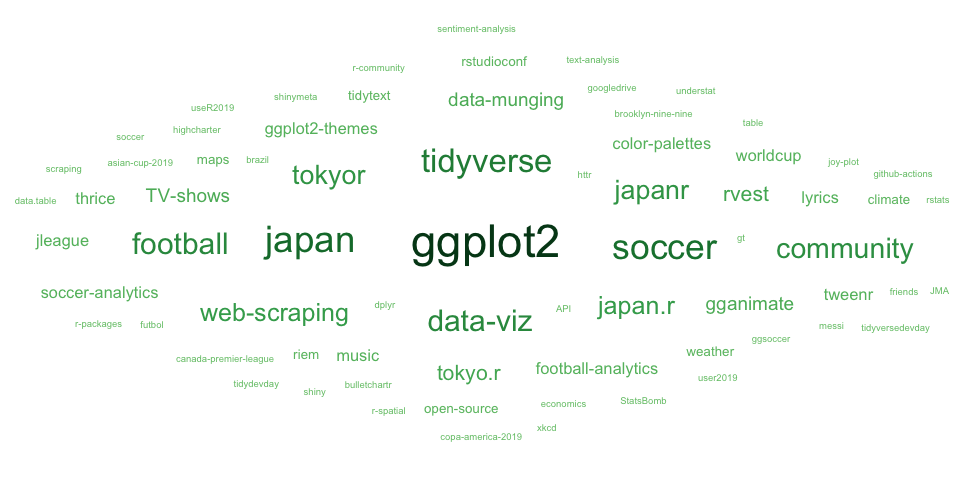 sentiment-analysis
rstudioconf
text-analysis
r-community
googledrive
understat
shinymeta
tidytext
data-munging
useR2019
brooklyn-nine-nine
table
soccer
highcharter
ggplot2-themes
color-palettes
worldcup
scraping
asian-cup-2019
maps
brazil
tidyverse
joy-plot
tokyor
httr
github-actions
data.table
thrice
TV-shows
japanr
rvest
lyrics
climate
rstats
jleague
football
japan
ggplot2
soccer
gt
community
soccer-analytics
web-scraping
dplyr
data-viz
API
japan.r
gganimate
tweenr
friends
JMA
r-packages
futbol
messi
tidyversedevday
canada-premier-league
riem
music
weather
ggsoccer
tidydevday
shiny
bulletchartr
tokyo.r
football-analytics
user2019
r-spatial
open-source
economics
StatsBomb
copa-america-2019
xkcd